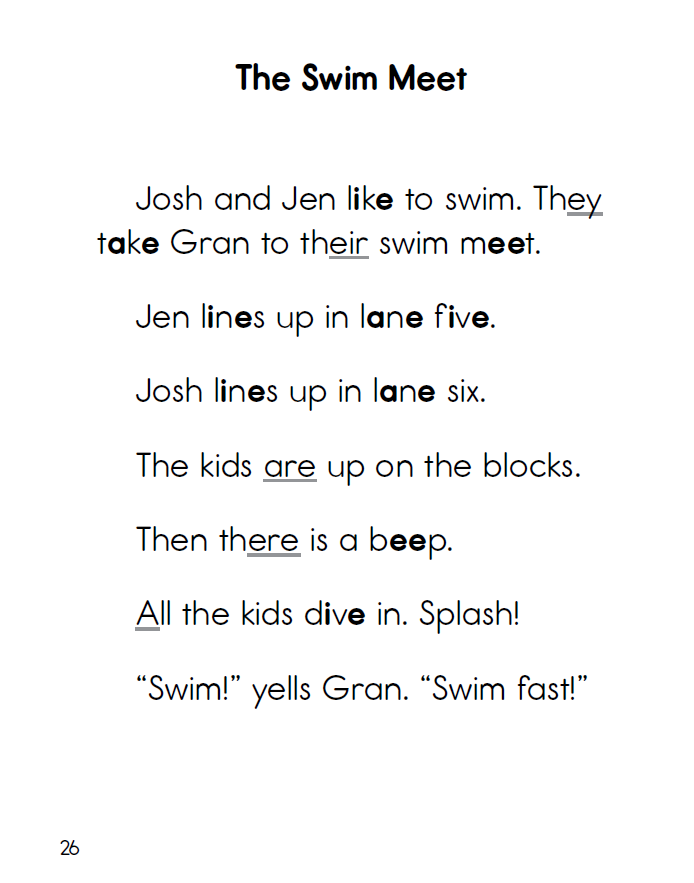 The Swim Meet
Josh and Jen like to swim. They
take Gran to their swim meet.
Jen lines up in lane five.
Josh lines up in lane six.
The kids are up on the blocks.
Then there is a beep.
All the kids dive in. Splash!
“Swim!” yells Gran. “Swim fast!”
26